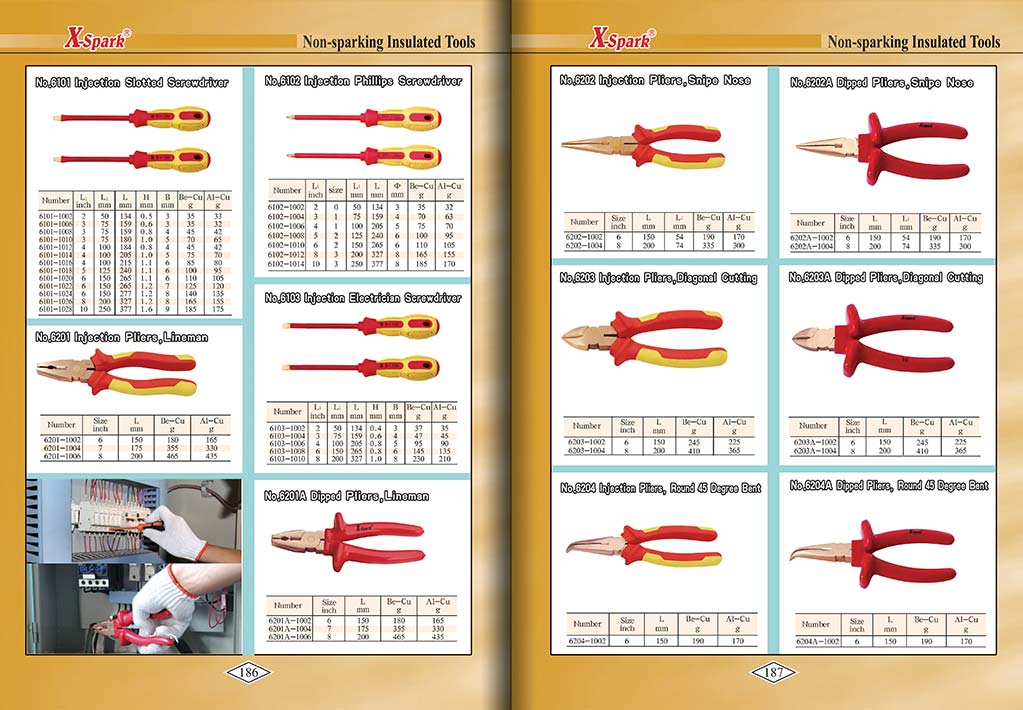 X-Spark®
Non-sparking Insulated Tools
No,6101 Injection Slotted Screwdriver
Number L₁ inch L₁ mm L mm H mm B mm Be-Cu g Al-Cu g
6101-1002 2 50 134 0.5 3 35 33
6101-1006 3 75 159 0.6 3 35 32
6101-1008 3 75 159 0.8 4 45 42
6101-1010 3 75 180 1.0 5 70 65
6101-1012 4 100 184 0.8 4 45 42
6101-1014 4 100 205 1.0 5 75 70
6101-1016 4 100 215 1.1 6 85 80
6101-1018 5 125 240 1.1 6 100 95
6101-1020 6 150 265 1.1 6 110 105
6101-1022 6 150 265 1.2 7 125 120
6101-1024 6 150 277 1.2 8 140 135
6101-1026 8 200 327 1.2 8 165 155
6101-1028 10 250 377 1.6 9 185 175
No,6201 Injection Pliers,Lineman
Number Size inch L mm Be-Cu g Al-Cu g
6201-1002 6 150 180 165
6201-1004 7 175 355 330
6201-1006 8 200 465 435
No,6102 Injection Phillips Screwdriver
Number L₁ inch size L₁ mm L mm Φ mm Be-Cu g Al-Cu g
6102-1002 2 0 50 134 3 35 32
6102-1004 3 1 75 159 4 70 63
6102-1006 4 1 100 205 5 75 70
6102-1008 5 2 125 240 6 100 95
6102-1010 6 2 150 265 6 110 105
6102-1012 8 3 200 327 8 165 155
6102-1014 10 3 250 377 8 185 170
No,6103 Injection Electrician Screwdriver
Number L₁ inch L₁ mm L mm H mm B mm Be-Cu g Al-Cu g
6103-1002 2 50 134 0.4 3 37 35
6103-1004 3 75 159 0.6 4 47 45
6103-1006 4 100 205 0.8 5 95 90
6103-1008 6 150 265 0.8 6 145 135
6103-1010 8 200 327 1.0 8 230 210
No,6201A Dipped Pliers,Lineman
X-Spark
Number Size inch L mm Be-Cu g Al-Cu g
6201A-1002 6 150 180 165
6201A-1004 7 175 355 330
6201A-1006 8 200 465 435
186
X-Spark®
Non-sparking Insulated Tools
No,6202 Injection Pliers,Snipe Nose
Number Size inch L mm L₁ mm Be-Cu g Al-Cu g
6202-1002 6 150 54 190 170
6202-1004 8 200 74 335 300
No,6202A Dipped Pliers,Snipe Nose
Number Size inch L mm L₁ mm Be-Cu g Al-Cu g
6202A-1002 6 150 54 190 170
6202A-1004 8 200 74 335 300
No,6203 Injection Pliers,Diagonal Cutting
Number Size inch L mm Be-Cu g Al-Cu g
6203-1002 6 150 245 225
6203-1004 8 200 410 365
No,6203A Dipped Pliers,Diagonal Cutting
Number Size inch L mm Be-Cu g Al-Cu g
6203A-1002 6 150 245 225
6203A-1004 8 200 410 365
No,6204 Injection Pliers, Round 45 Degree Bent
Number Size inch L mm Be-Cu g Al-Cu g
6204-1002 6 150 190 170
No,6204A Dipped Pliers, Round 45 Degree Bent
Number Size inch L mm Be-Cu g Al-Cu g
6204A-1002 6 150 190 170
187